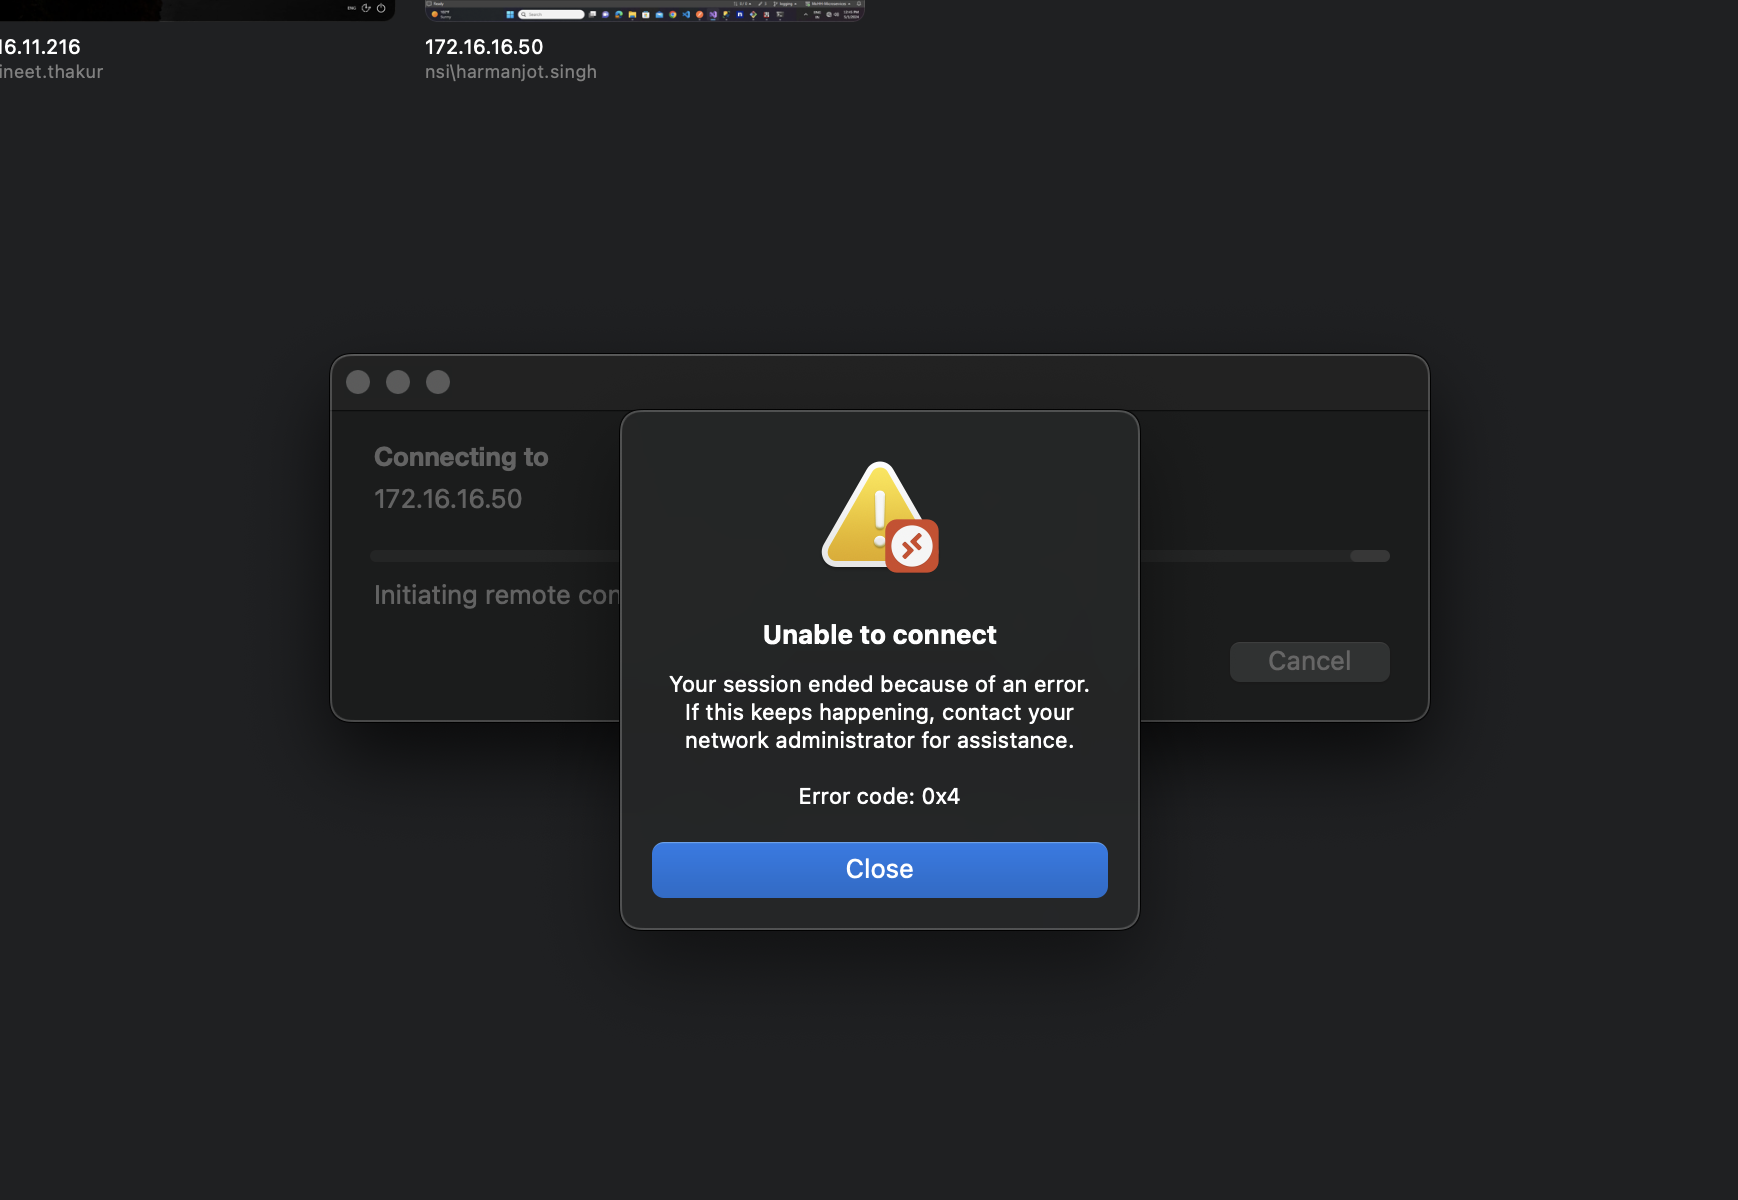 16.11.216
ineet.thakur
172.16.16.50
nsi\harmanjot.singh
Connecting to
172.16.16.50
Initiating remote con
Cancel
Unable to connect
Your session ended because of an error.
If this keeps happening, contact your
network administrator for assistance.
Error code: 0x4
Close